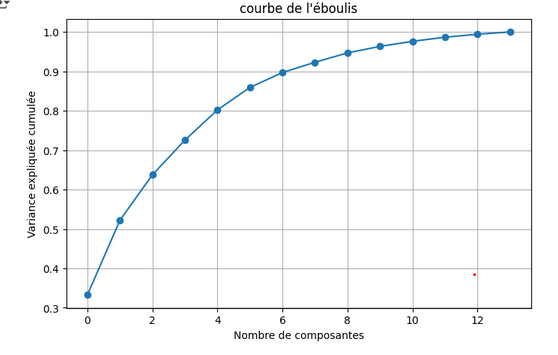 courbe de l'éboulis
1.0
0.9
0.8
0.7
0.6
0.5
0.4
0.3
Variance expliquée cumulée
0 2 4 6 8 10 12
Nombre de composantes